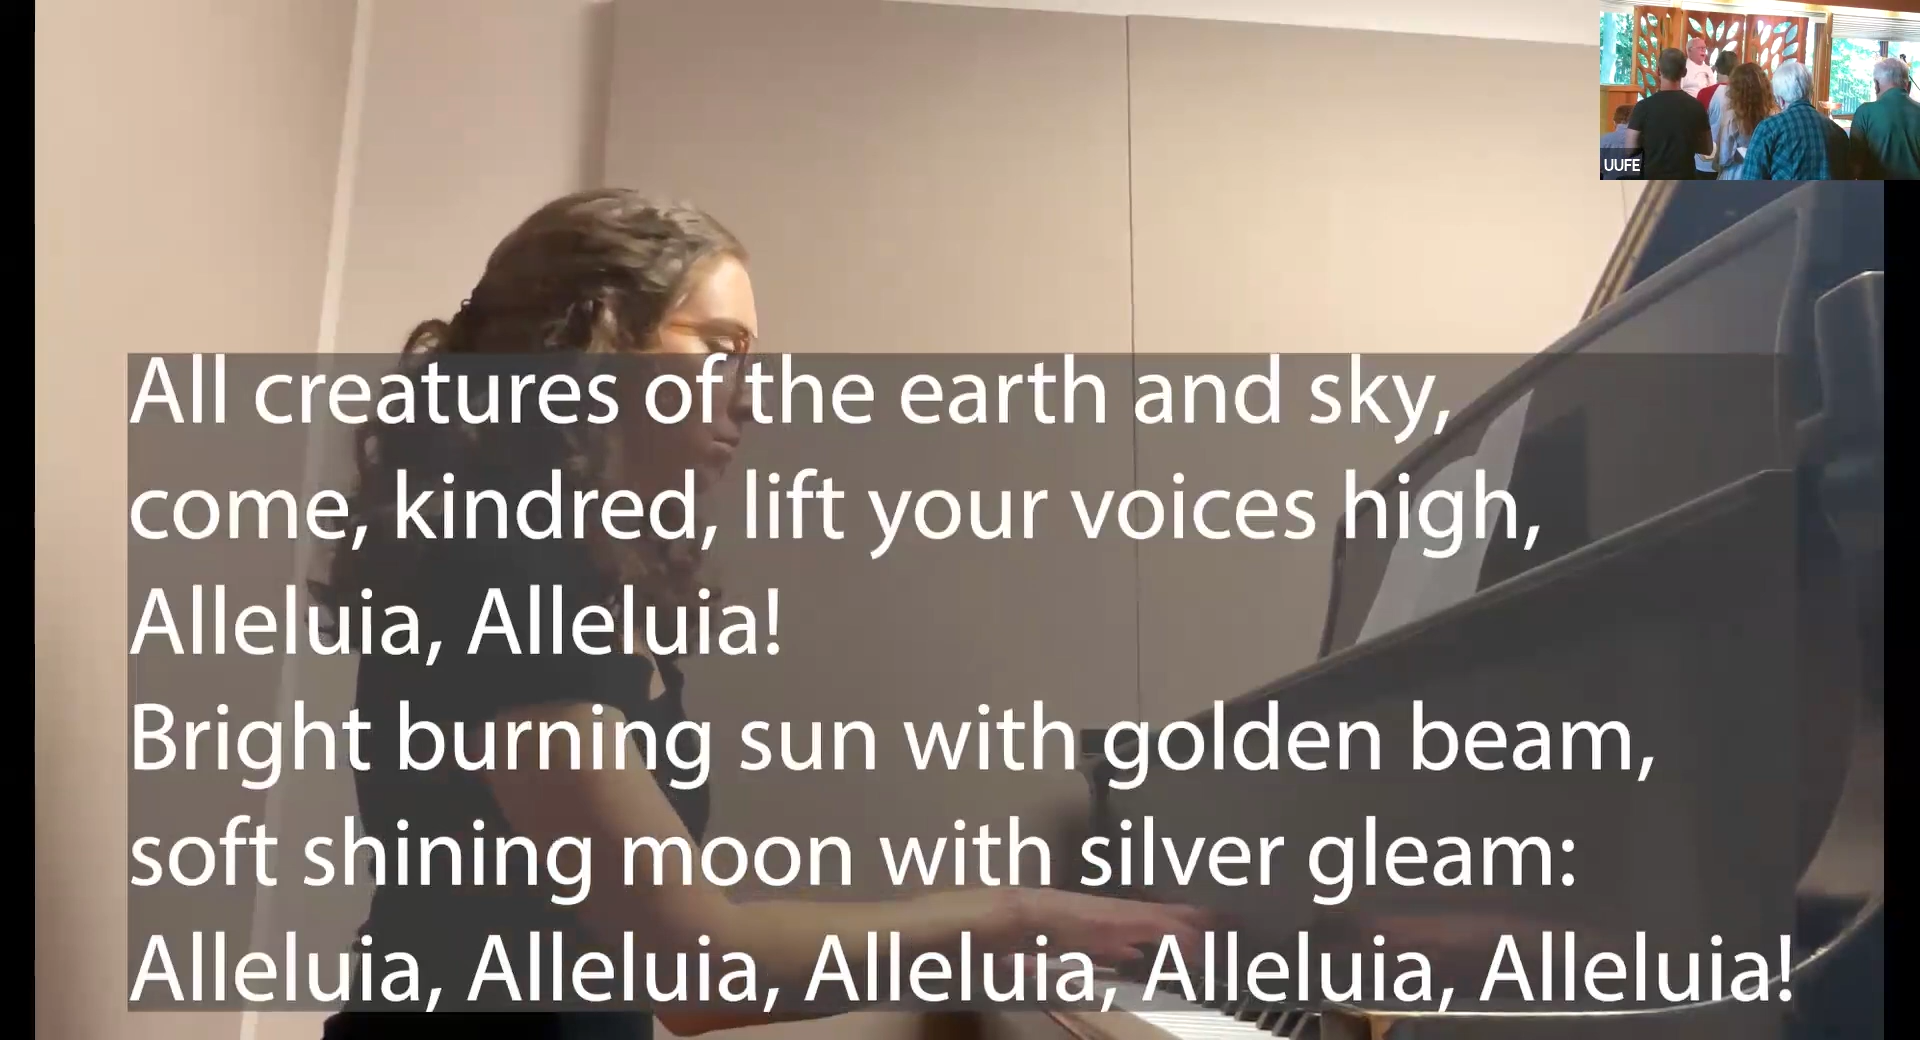 UUFE
All creatures of the earth and sky,
come, kindred, lift your voices high,
Alleluia, Alleluia!
Bright burning sun with golden beam,
soft shining moon with silver gleam:
Alleluia, Alleluia, Alleluia, Alleluia, Alleluia!